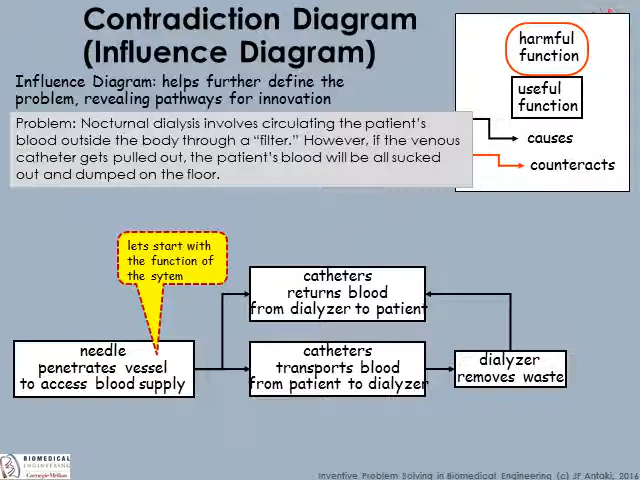 Contradiction Diagram
(Influence Diagram)
Influence Diagram: helps further define the
problem, revealing pathways for innovation
Problem: Nocturnal dialysis involves circulating the patient's
blood outside the body through a “filter.” However, if the venous
catheter gets pulled out, the patient's blood will be all sucked
out and dumped on the floor.
harmful
function
useful
function
causes
counteracts
lets start with
the function of
the sytem
catheters
returns blood
from dialyzer to patient
needle
penetrates vessel
to access blood supply
catheters
transports blood
from patient to dialyzer
dialyzer
removes waste
BIOMEDICAL
ENGINEERING
Carnegie Mellon
Inventive Problem Solving in Biomedical Engineering (c) JF Antaki, 2016